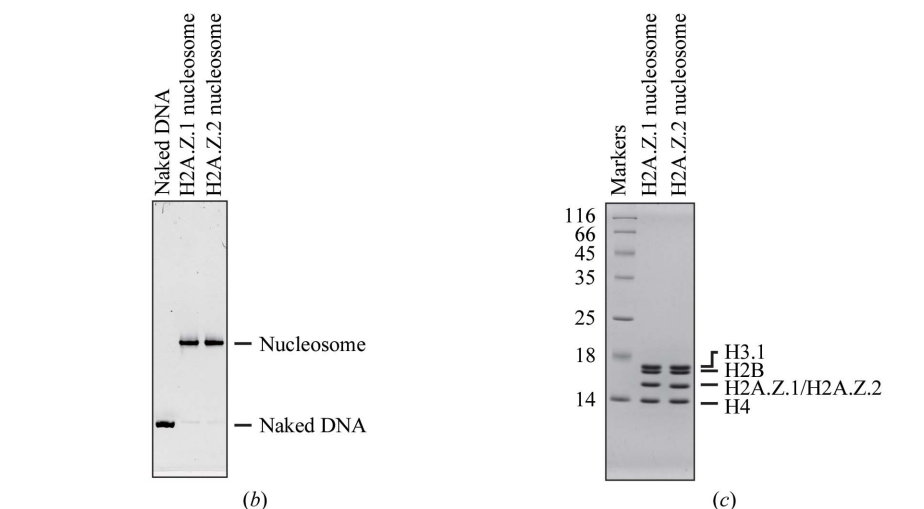 Naked DNA
H2A.Z.1 nucleosome
H2A.Z.2 nucleosome
Nucleosome
Naked DNA
(b)
Markers
H2A.Z.1 nucleosome
H2A.Z.2 nucleosome
116
66
45
35
25
18
14
H3.1
H2B
H2A.Z.1/H2A.Z.2
H4
(c)